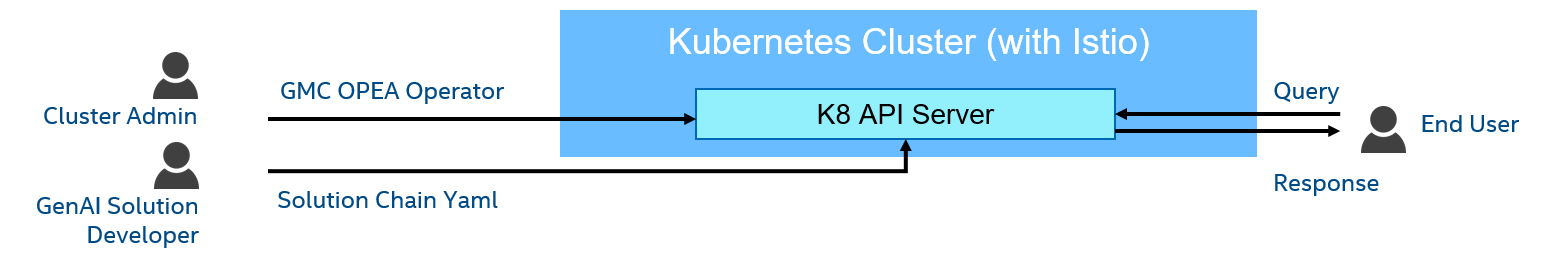 Kubernetes Cluster (with Istio)
GMC OPEA Operator
Query
Cluster Admin
K8 API Server
End User
Solution Chain Yaml
Response
GenAI Solution
Developer